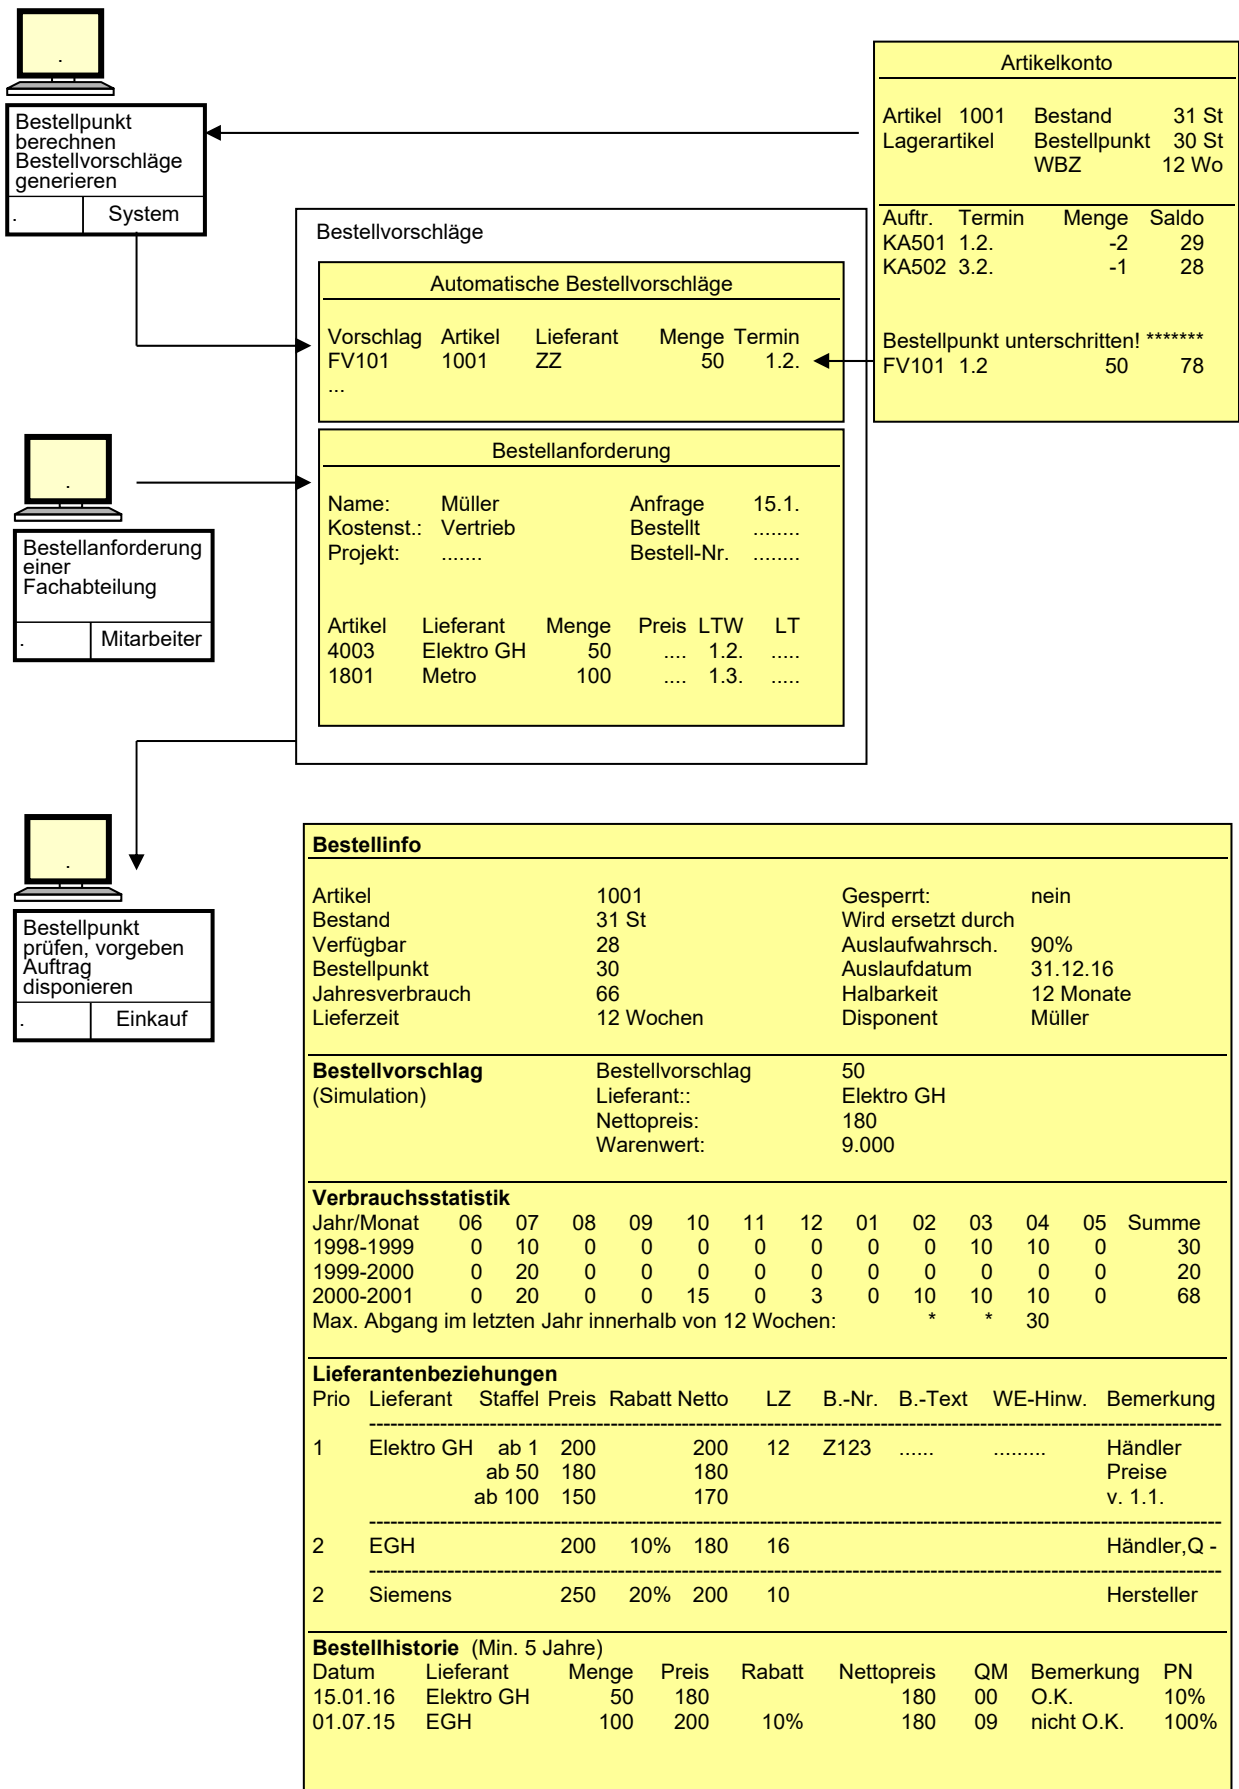 Bestellpunkt
berechnen
Bestellvorschläge
generieren
. System
Artikelkonto
Artikel 1001 Bestand 31 St
Lagerartikel Bestellpunkt 30 St
WBZ 12 Wo
Auftr. Termin Menge Saldo
KA501 1.2. -2 29
KA502 3.2. -1 28
Bestellpunkt unterschritten! *******
FV101 1.2 50 78
Bestellvorschläge
Automatische Bestellvorschläge
Vorschlag Artikel Lieferant Menge Termin
FV101 1001 ZZ 50 1.2.
...
Bestellanforderung
einer
Fachabteilung
. Mitarbeiter
Bestellanforderung
Name: Müller Anfrage 15.1.
Kostenst.: Vertrieb Bestellt ........
Projekt: ....... Bestell-Nr. ........
Artikel Lieferant Menge Preis LTW LT
4003 Elektro GH 50 .... 1.2. .....
1801 Metro 100 .... 1.3. .....
Bestellpunkt
prüfen, vorgeben
Auftrag
disponieren
. Einkauf
Bestellinfo
Artikel 1001 Gesperrt: nein
Bestand 31 St Wird ersetzt durch
Verfügbar 28 Auslaufwahrsch. 90%
Bestellpunkt 30 Auslaufdatum 31.12.16
Jahresverbrauch 66 Halbarkeit 12 Monate
Lieferzeit 12 Wochen Disponent Müller
Bestellvorschlag Bestellvorschlag 50
(Simulation) Lieferant:: Elektro GH
Nettopreis: 180
Warenwert: 9.000
Verbrauchsstatistik
Jahr/Monat 06 07 08 09 10 11 12 01 02 03 04 05 Summe
1998-1999 0 10 0 0 0 0 0 0 0 10 10 0 30
1999-2000 0 20 0 0 0 0 0 0 0 0 0 0 20
2000-2001 0 20 0 0 15 0 3 0 10 10 10 0 68
Max. Abgang im letzten Jahr innerhalb von 12 Wochen: * * 30
Lieferantenbeziehungen
Prio Lieferant Staffel Preis Rabatt Netto LZ B.-Nr. B.-Text WE-Hinw. Bemerkung
1 Elektro GH ab 1 200 200 12 Z123 ...... ......... Händler
ab 50 180 180 Preise
ab 100 150 170 v. 1.1.
2 EGH 200 10% 180 16 Händler,Q -
2 Siemens 250 20% 200 10 Hersteller
Bestellhistorie (Min. 5 Jahre)
Datum Lieferant Menge Preis Rabatt Nettopreis QM Bemerkung PN
15.01.16 Elektro GH 50 180 180 00 O.K. 10%
01.07.15 EGH 100 200 10% 180 09 nicht O.K. 100%